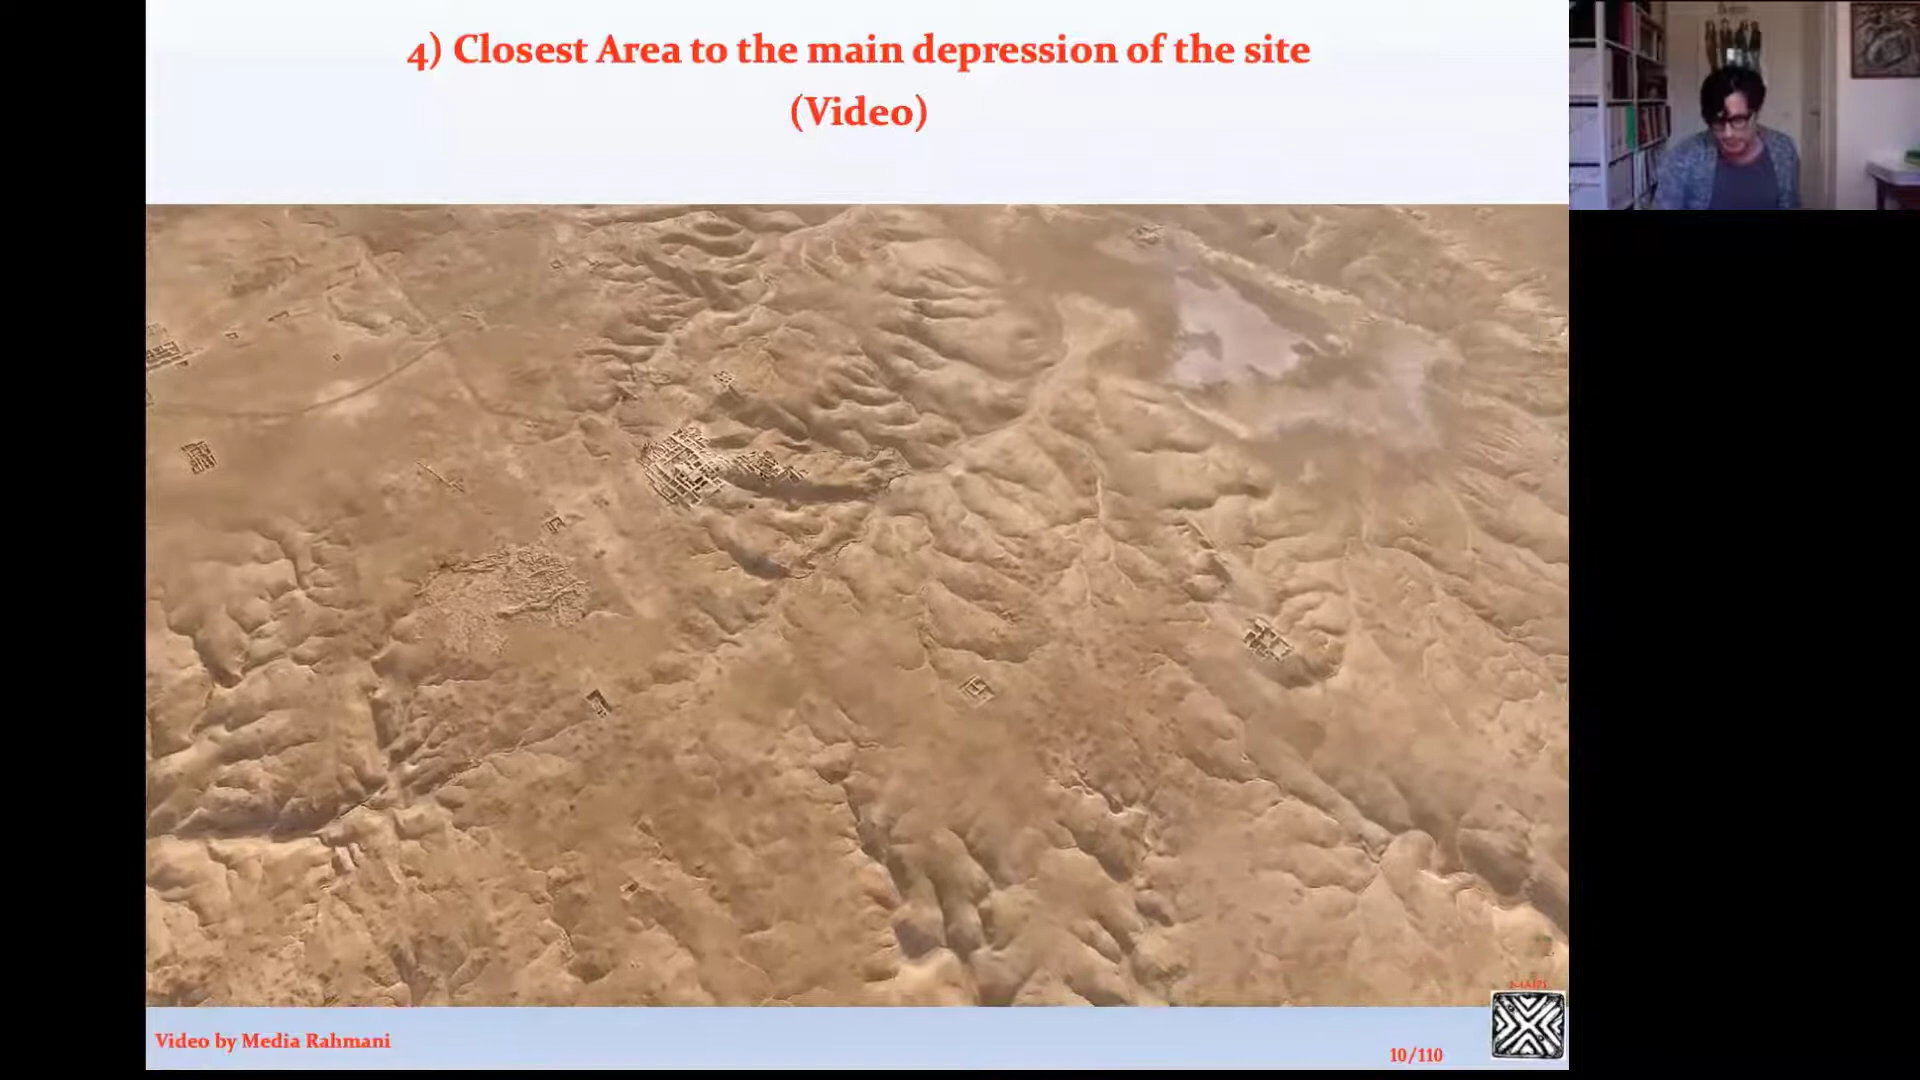 4) Closest Area to the main depression of the site
(Video)
Video by Media Rahmani
10/110